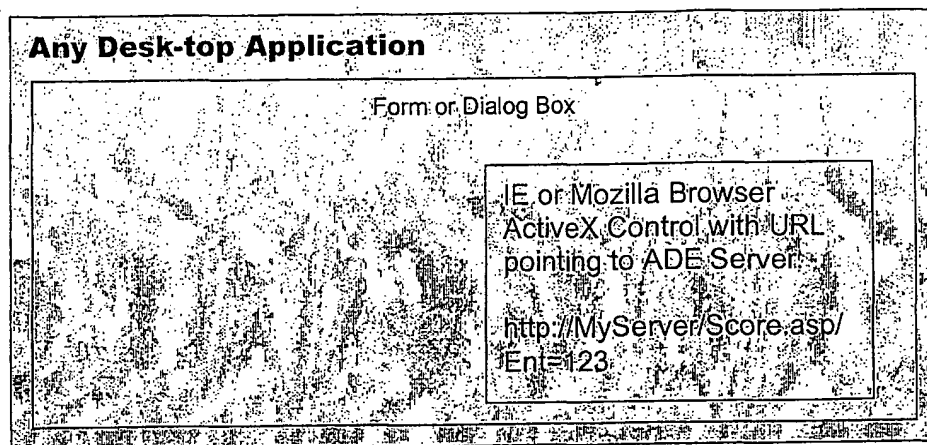 Any Desk-top Application
Form or Dialog Box
IE or Mozilla Browser
ActiveX Control with URL
pointing to ADE Server
http://MyServer/Score.asp/
Ent=123